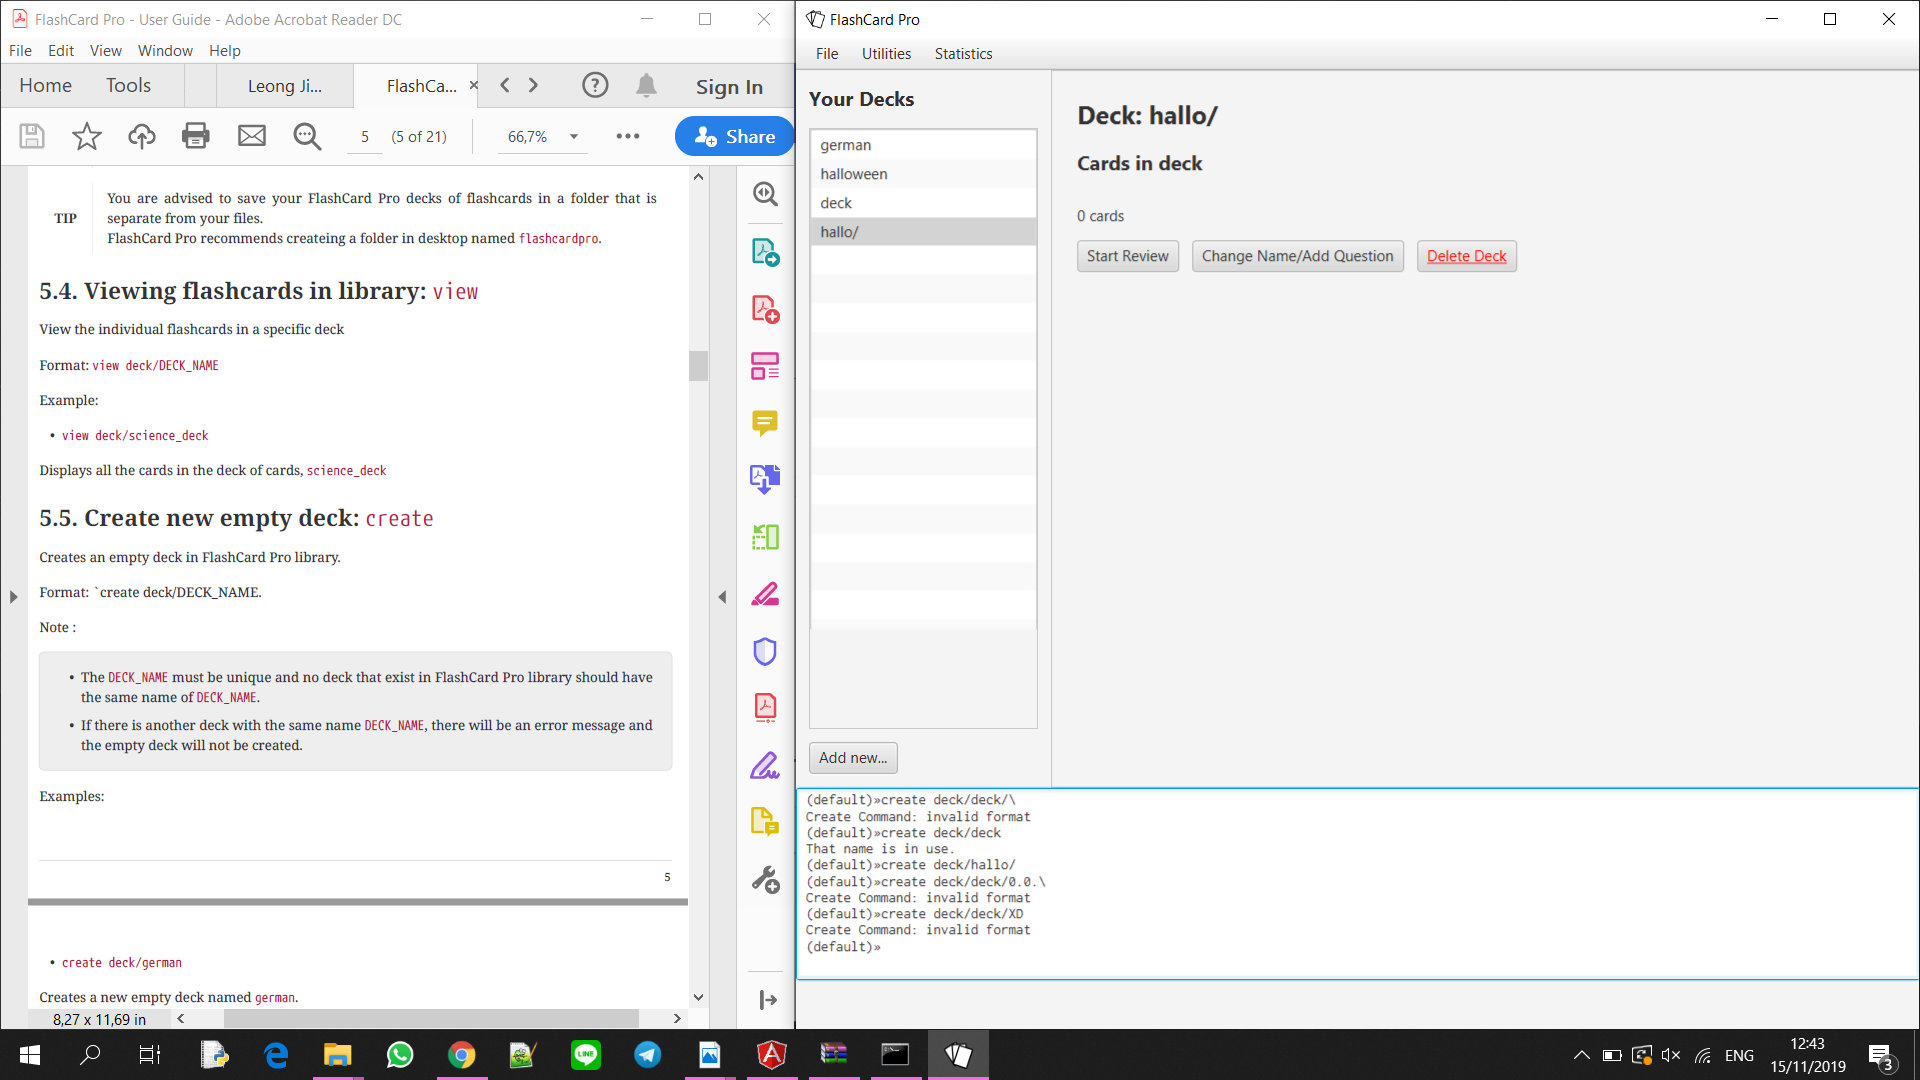 FlashCard Pro - User Guide - Adobe Acrobat Reader DC
File Edit View Window Help
Home Tools Leong Ji... FlashCa... Sign In
5 (5 of 21) 66,7% Share
TIP
You are advised to save your FlashCard Pro decks of flashcards in a folder that is
separate from your files.
FlashCard Pro recommends createing a folder in desktop named flashcardpro.
5.4. Viewing flashcards in library: view
View the individual flashcards in a specific deck
Format: view deck/DECK_NAME
Example:
• view deck/science_deck
Displays all the cards in the deck of cards, science_deck
5.5. Create new empty deck: create
Creates an empty deck in FlashCard Pro library.
Format: `create deck/DECK_NAME.
Note :
• The DECK_NAME must be unique and no deck that exist in FlashCard Pro library should have
the same name of DECK_NAME.
• If there is another deck with the same name DECK_NAME, there will be an error message and
the empty deck will not be created.
Examples:
5
• create deck/german
Creates a new empty deck named german.
8,27 x 11,69 in
FlashCard Pro
File Utilities Statistics
Your Decks
german
halloween
deck
hallo/
Add new...
Deck: hallo/
Cards in deck
0 cards
Start Review Change Name/Add Question Delete Deck
(default)»create deck/deck/\
Create Command: invalid format
(default)»create deck/deck
That name is in use.
(default)»create deck/hallo/
(default)»create deck/deck/0.0.\
Create Command: invalid format
(default)»create deck/deck/XD
Create Command: invalid format
(default)»
LINE
ENG
12:43
15/11/2019
3